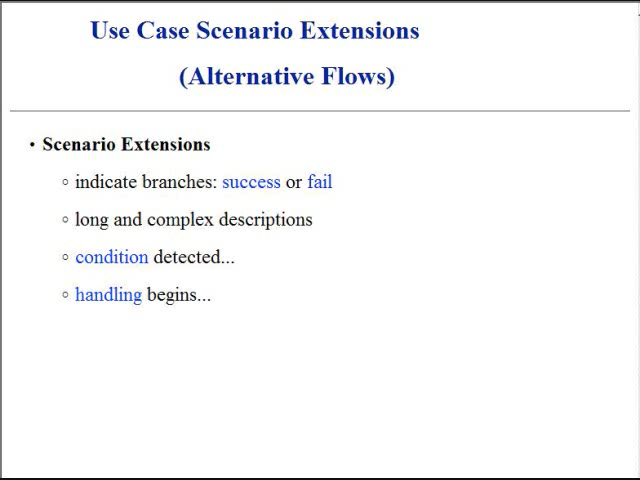 Use Case Scenario Extensions
(Alternative Flows)
• Scenario Extensions
○ indicate branches: success or fail
○ long and complex descriptions
○ condition detected...
○ handling begins...